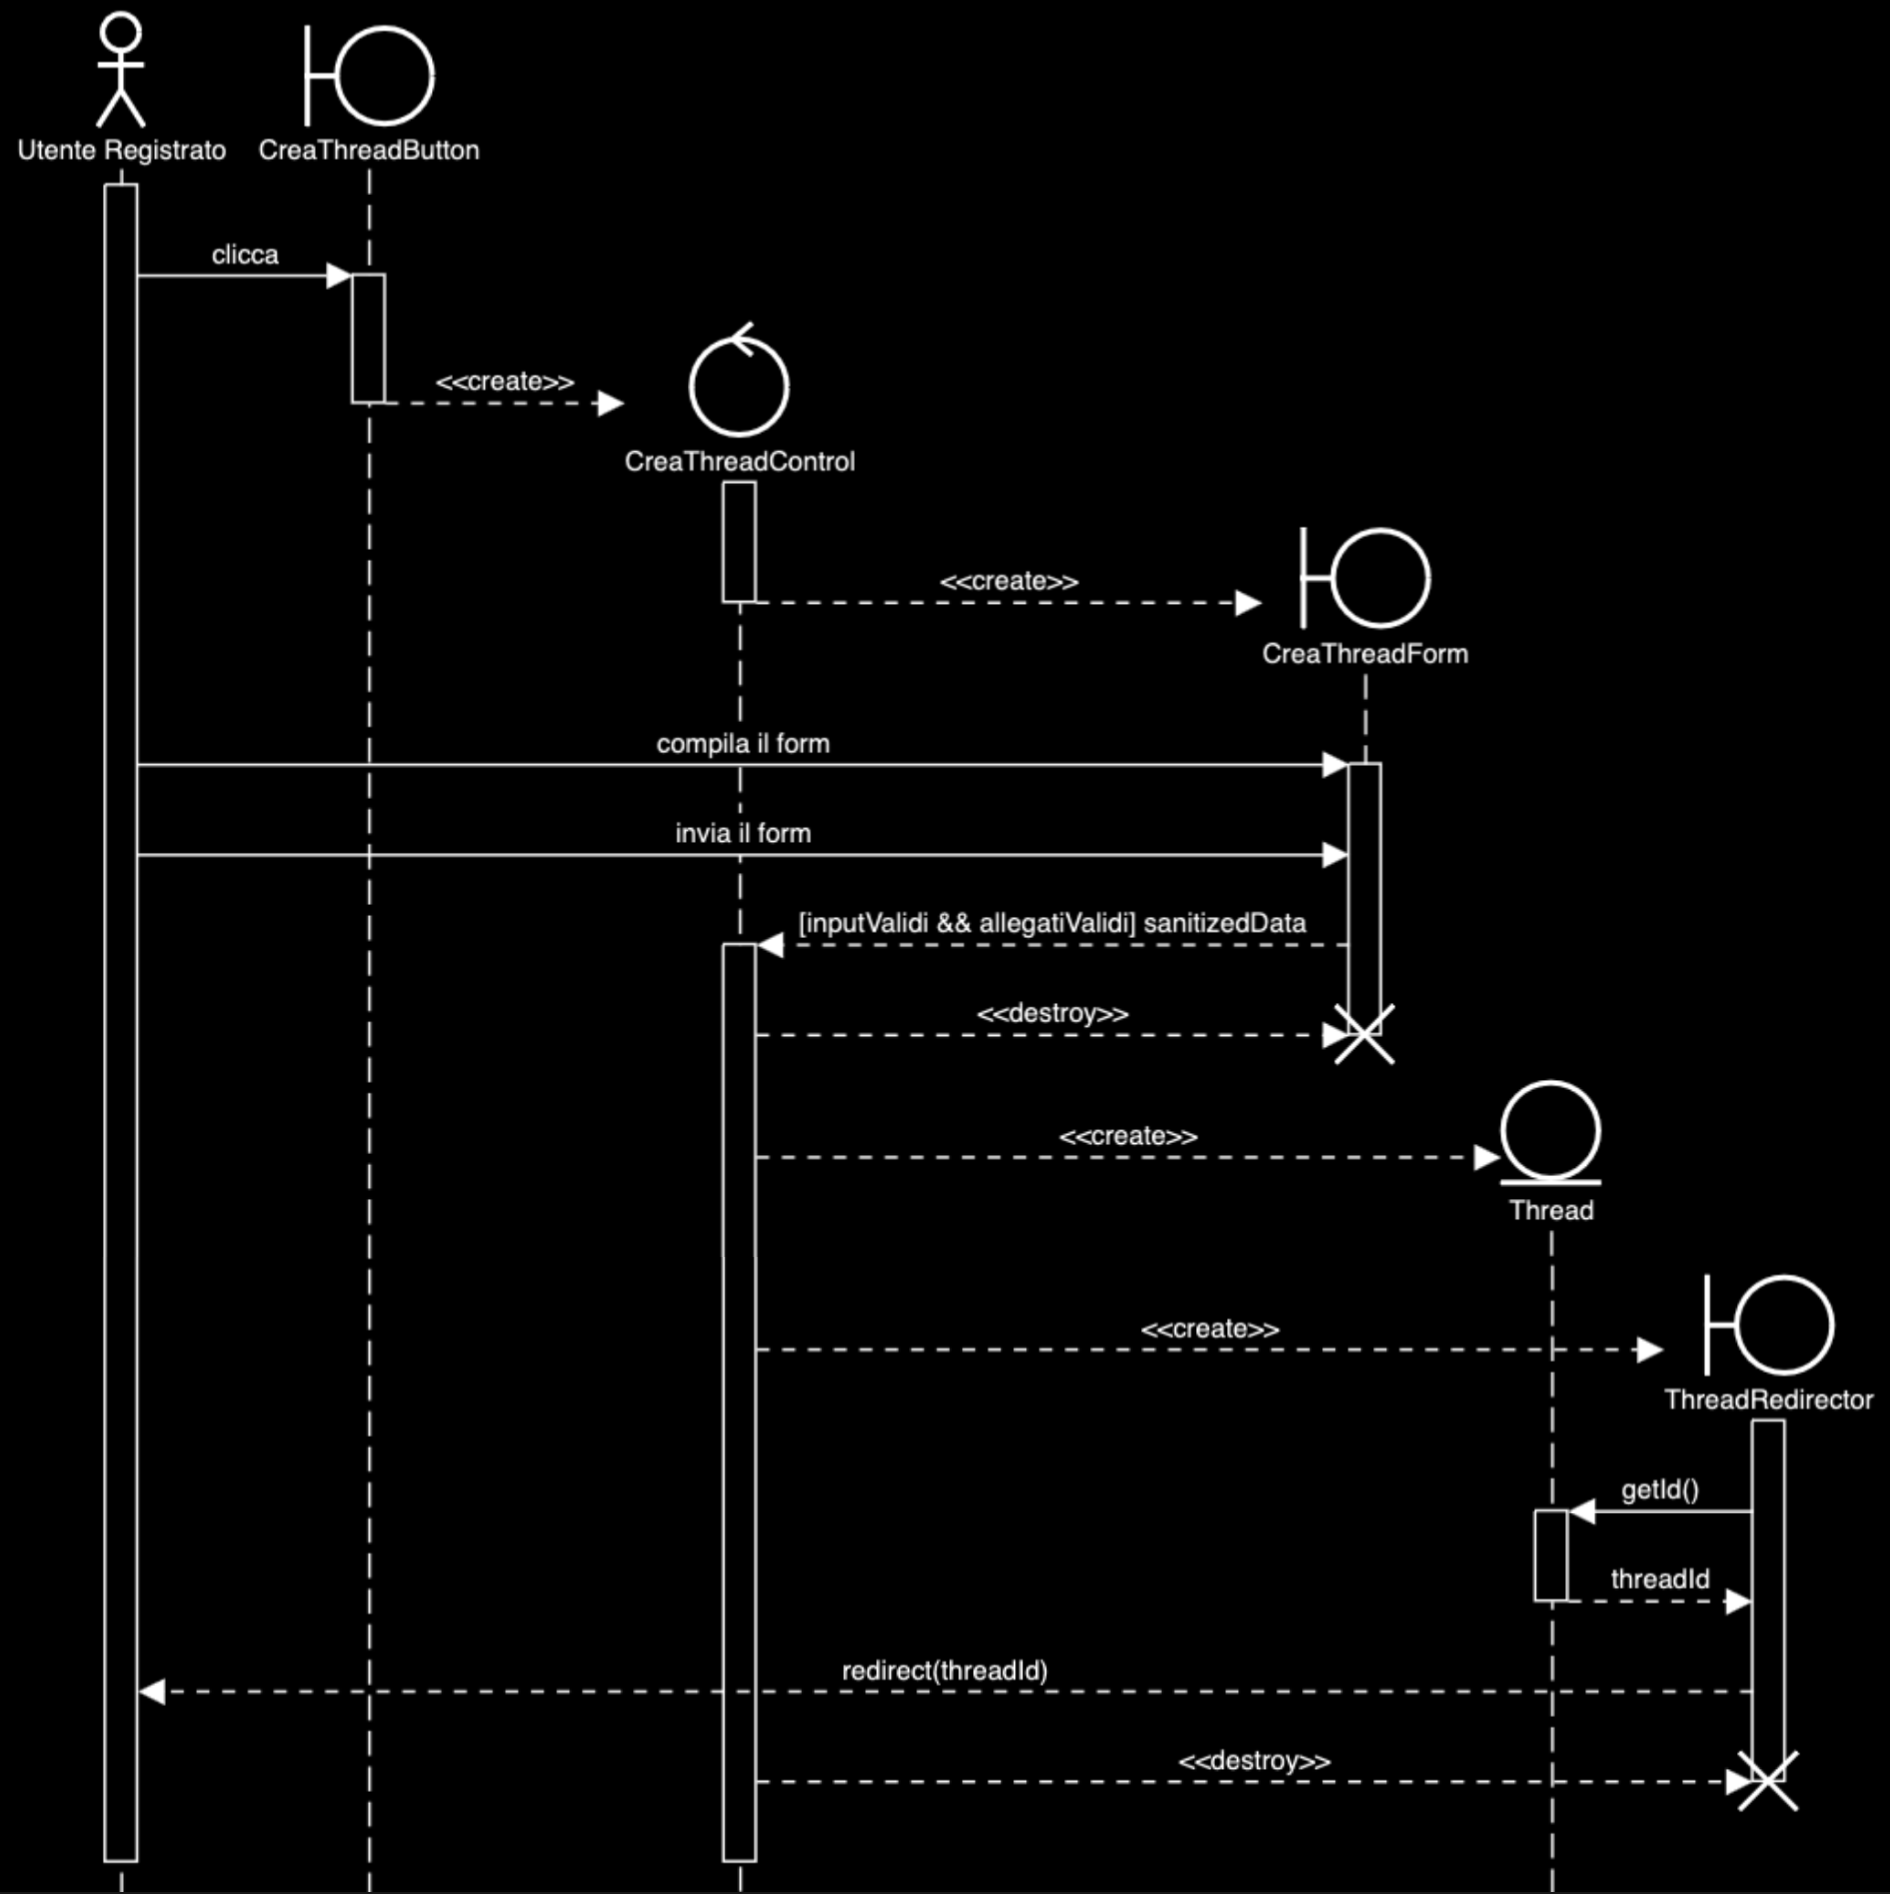 Utente Registrato
CreaThreadButton
clicca
<<create>>
CreaThreadControl
<<create>>
CreaThreadForm
compila il form
invia il form
[inputValidi && allegatiValidi] sanitizedData
<<destroy>>
<<create>>
Thread
<<create>>
ThreadRedirector
getId()
threadId
redirect(threadId)
<<destroy>>